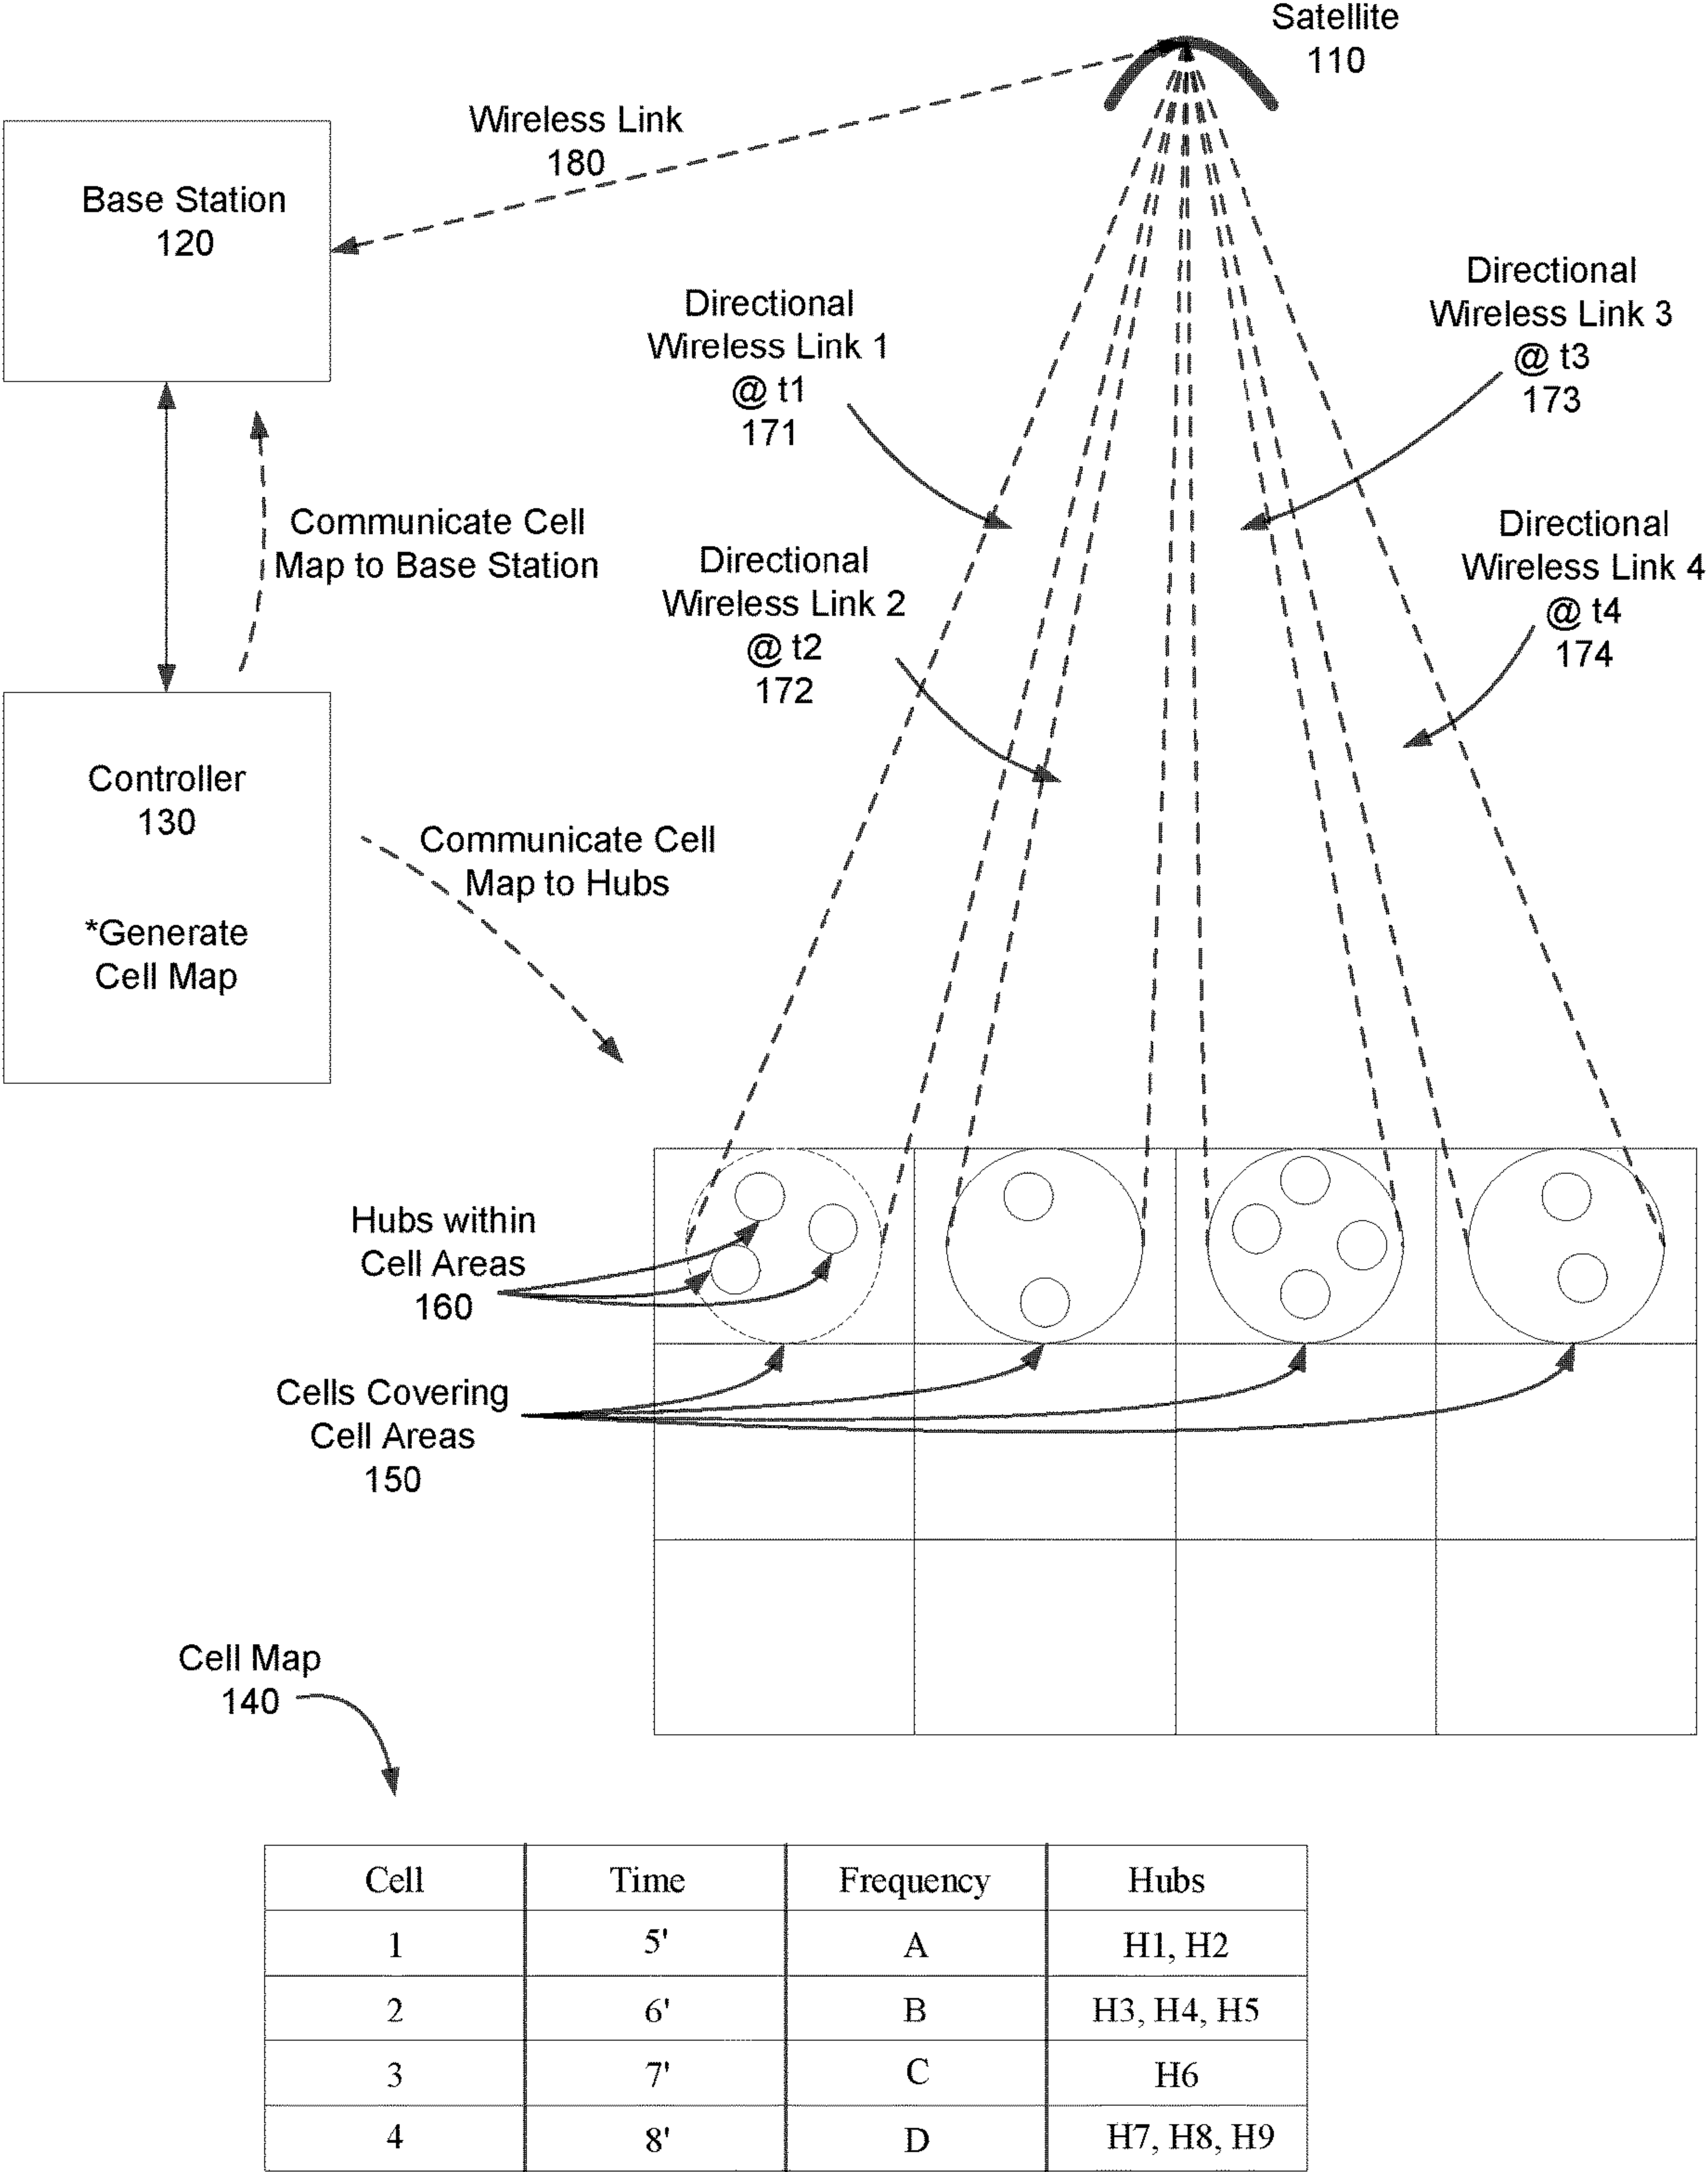 Satellite
110
Wireless Link
180
Base Station
120
Directional
Wireless Link 1
@ t1
171
Directional
Wireless Link 3
@ t3
173
Communicate Cell
Map to Base Station
Directional
Wireless Link 2
@ t2
172
Directional
Wireless Link 4
@ t4
174
Controller
130
*Generate
Cell Map
Communicate Cell
Map to Hubs
Hubs within
Cell Areas
160
Cells Covering
Cell Areas
150
Cell Map
140
Cell Time Frequency Hubs
1 5' A H1, H2
2 6' B H3, H4, H5
3 7' C H6
4 8' D H7, H8, H9